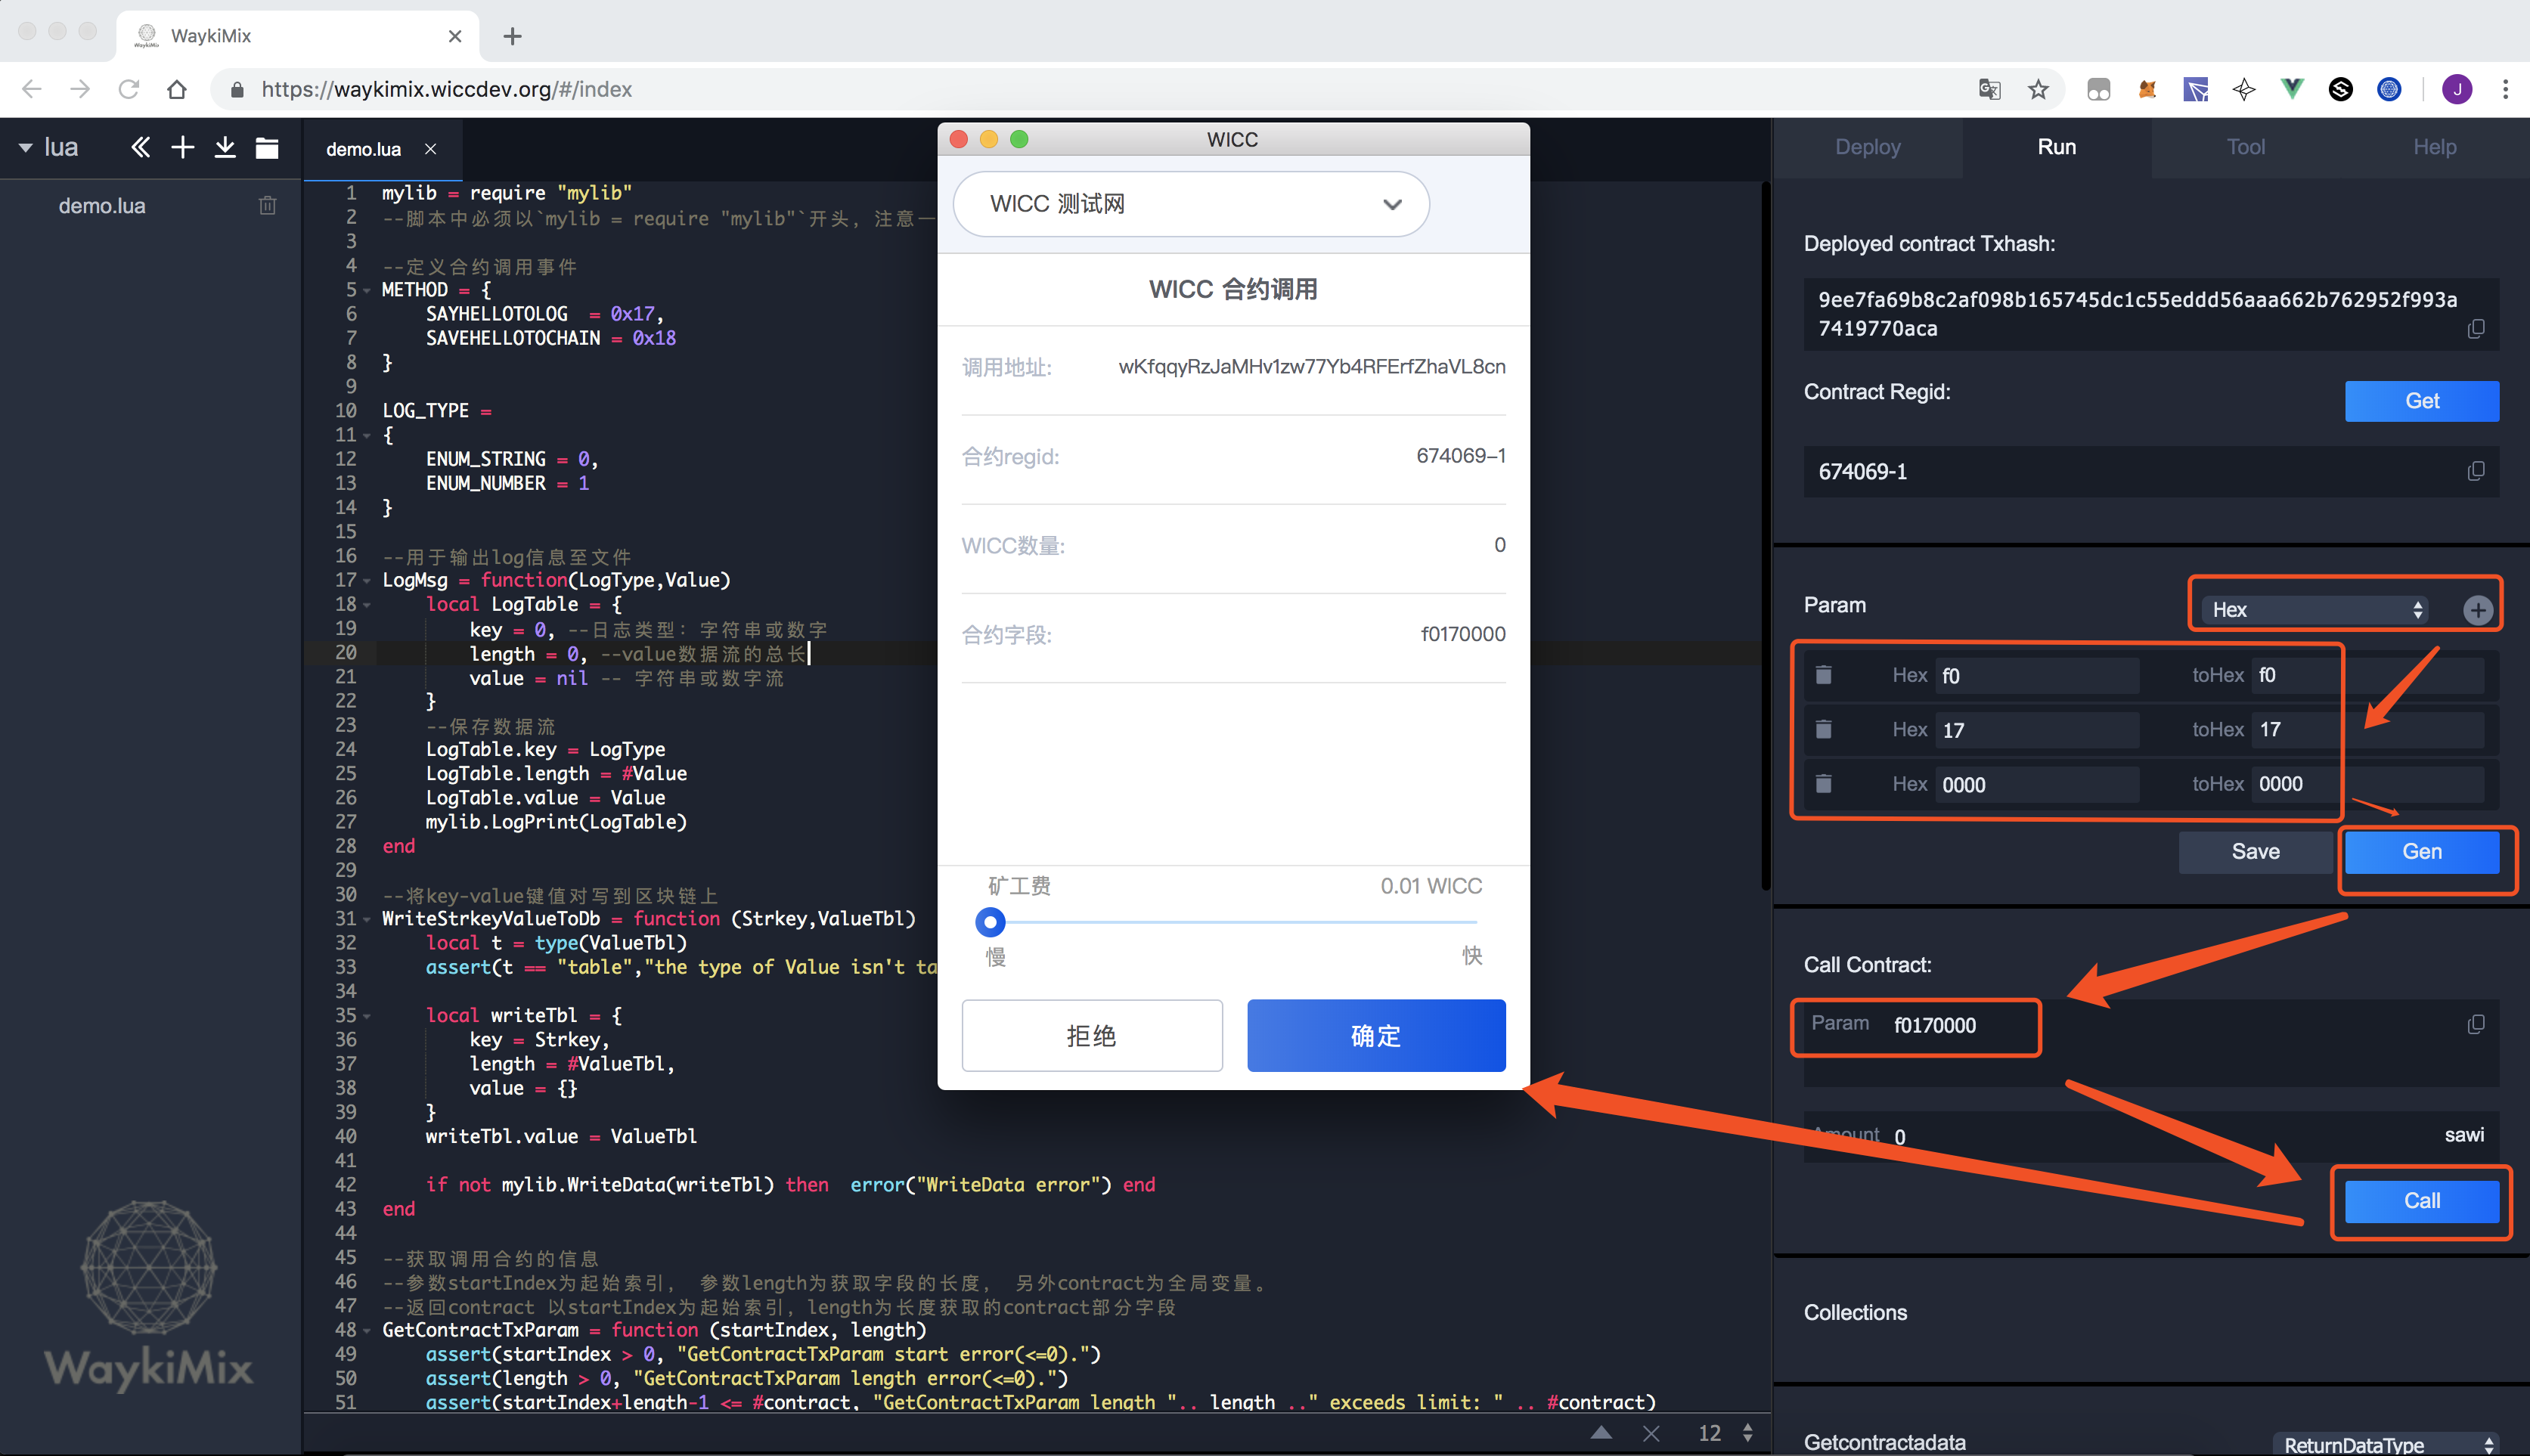 WaykiMix
https://waykimix.wiccdev.org/#/index
J
lua
demo.lua
WaykiMix
demo.lua
1 mylib = require "mylib"
2 --脚本中必须以`mylib = require "mylib"`开头，注意一
3
4 --定义合约调用事件
5 METHOD = {
6 SAYHELLOTOLOG = 0x17,
7 SAVEHELLOTOCHAIN = 0x18
8 }
9
10 LOG_TYPE =
11 {
12 ENUM_STRING = 0,
13 ENUM_NUMBER = 1
14 }
15
16 --用于输出log信息至文件
17 LogMsg = function(LogType,Value)
18 local LogTable = {
19 key = 0, --日志类型：字符串或数字
20 length = 0, --value数据流的总长
21 value = nil -- 字符串或数字流
22 }
23 --保存数据流
24 LogTable.key = LogType
25 LogTable.length = #Value
26 LogTable.value = Value
27 mylib.LogPrint(LogTable)
28 end
29
30 --将key-value键值对写到区块链上
31 WriteStrkeyValueToDb = function (Strkey,ValueTbl)
32 local t = type(ValueTbl)
33 assert(t == "table","the type of Value isn't ta
34
35 local writeTbl = {
36 key = Strkey,
37 length = #ValueTbl,
38 value = {}
39 }
40 writeTbl.value = ValueTbl
41
42 if not mylib.WriteData(writeTbl) then error("WriteData error") end
43 end
44
45 --获取调用合约的信息
46 --参数startIndex为起始索引， 参数length为获取字段的长度， 另外contract为全局变量。
47 --返回contract 以startIndex为起始索引，length为长度获取的contract部分字段
48 GetContractTxParam = function (startIndex, length)
49 assert(startIndex > 0, "GetContractTxParam start error(<=0).")
50 assert(length > 0, "GetContractTxParam length error(<=0).")
51 assert(startIndex+length-1 <= #contract, "GetContractTxParam length ".. length .." exceeds limit: " .. #contract)
12
WICC
WICC 测试网
WICC 合约调用
调用地址: wKfqqyRzJaMHv1zw77Yb4RFErfZhaVL8cn
合约regid: 674069-1
WICC数量: 0
合约字段: f0170000
矿工费 0.01 WICC
慢 快
拒绝 确定
Deploy Run Tool Help
Deployed contract Txhash:
9ee7fa69b8c2af098b165745dc1c55eddd56aaa662b762952f993a
7419770aca
Contract Regid: Get
674069-1
Param Hex
Hex f0 toHex f0
Hex 17 toHex 17
Hex 0000 toHex 0000
Save Gen
Call Contract:
Param f0170000
Amount 0 sawi
Call
Collections
Getcontractadata ReturnDataType